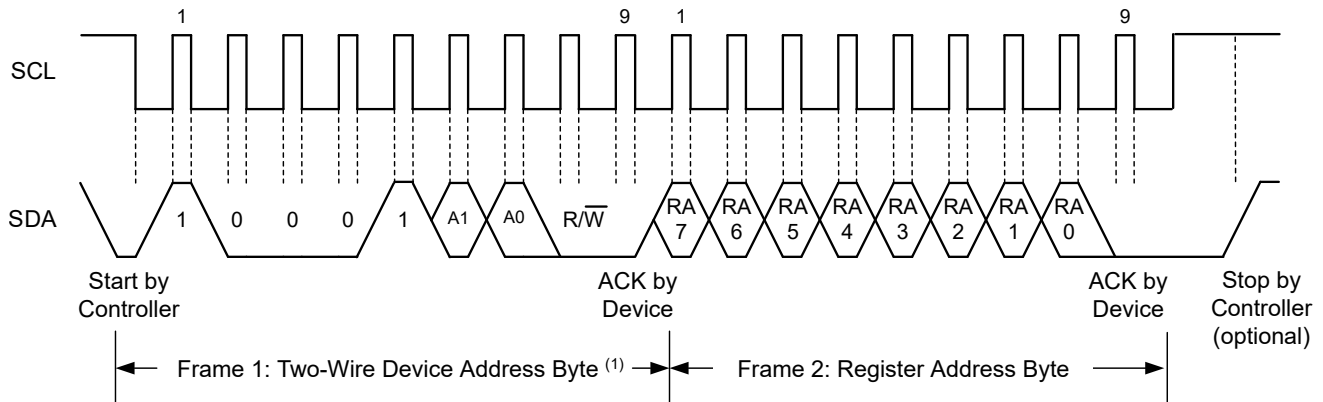 1 9 1 9
SCL
SDA
1 0 0 0 1 A1 A0 R/W̅ RA RA RA RA RA RA RA RA
7 6 5 4 3 2 1 0
Start by
Controller
ACK by
Device
ACK by
Device
Stop by
Controller
(optional)
Frame 1: Two-Wire Device Address Byte (1)
Frame 2: Register Address Byte